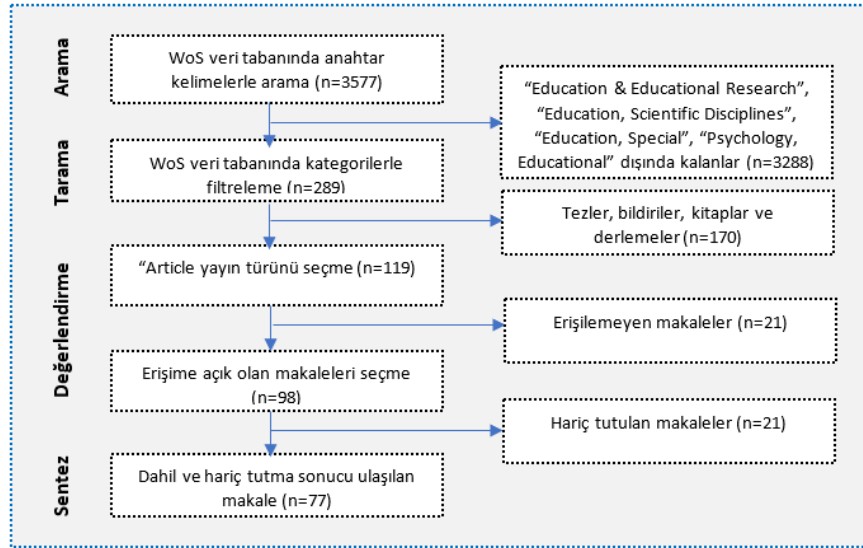 Arama
WoS veri tabanında anahtar
kelimelerle arama (n=3577)
"Education & Educational Research",
"Education, Scientific Disciplines",
"Education, Special", "Psychology,
Educational" dışında kalanlar (n=3288)
Tarama
WoS veri tabanında kategorilerle
filtreleme (n=289)
Tezler, bildiriler, kitaplar ve
derlemeler (n=170)
Değerlendirme
"Article yayın türünü seçme (n=119)
Erişilemeyen makaleler (n=21)
Erişime açık olan makaleleri seçme
(n=98)
Hariç tutulan makaleler (n=21)
Sentez
Dahil ve hariç tutma sonucu ulaşılan
makale (n=77)